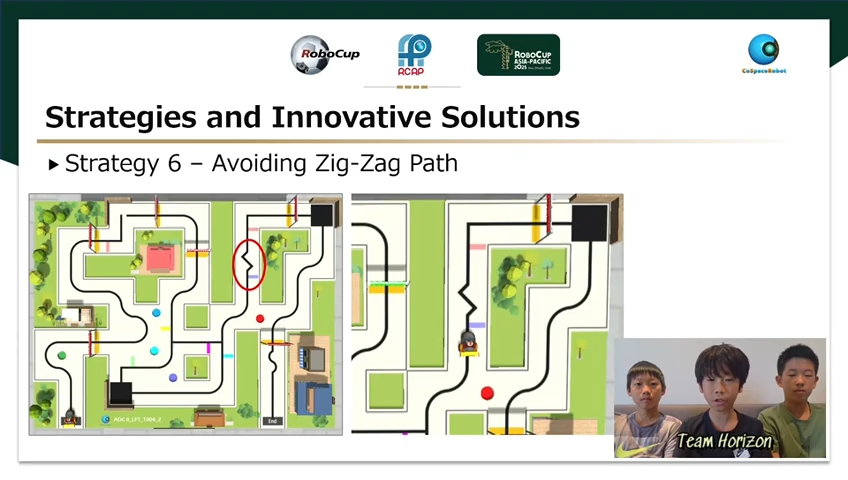 RoboCup
RCAP
ROBOCUP
ASIA-PACIFIC
2025
CoSpaceRobot
Strategies and Innovative Solutions
Strategy 6 – Avoiding Zig-Zag Path
End
Team Horizon